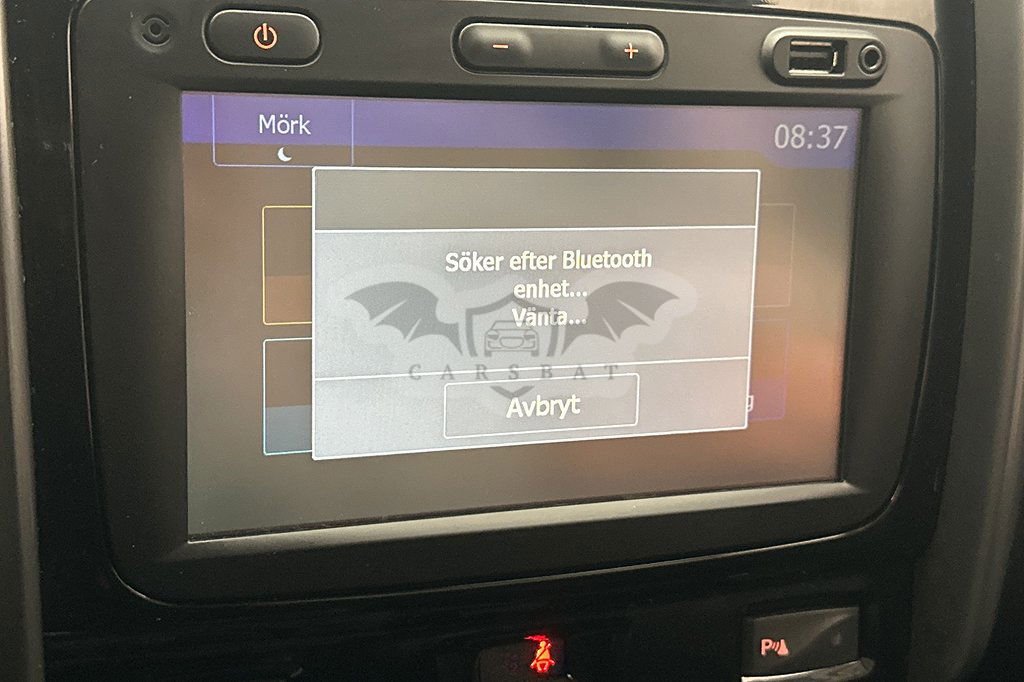 Mörk
08:37
Söker efter Bluetooth
enhet...
Vänta...
CARSBAT
Avbryt
g
P